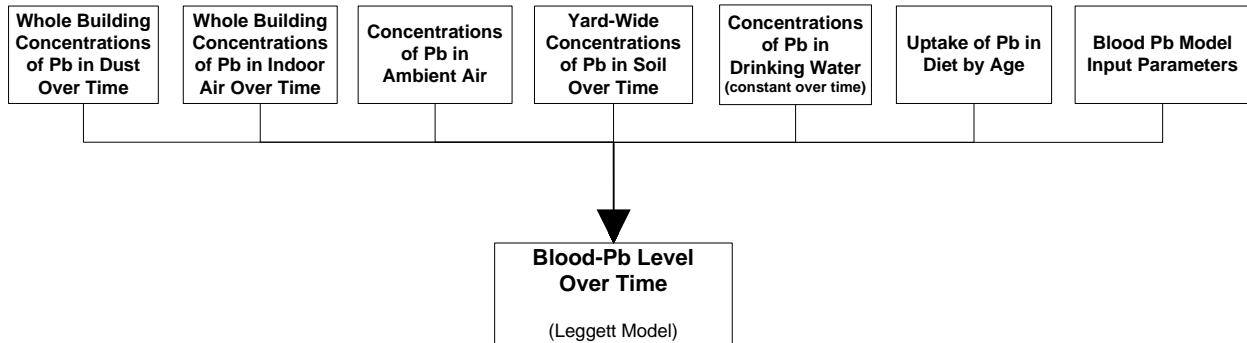 Whole Building
Concentrations
of Pb in Dust
Over Time
Whole Building
Concentrations
of Pb in Indoor
Air Over Time
Concentrations
of Pb in
Ambient Air
Yard-Wide
Concentrations
of Pb in Soil
Over Time
Concentrations
of Pb in
Drinking Water
(constant over time)
Uptake of Pb in
Diet by Age
Blood Pb Model
Input Parameters
Blood-Pb Level
Over Time
(Leggett Model)